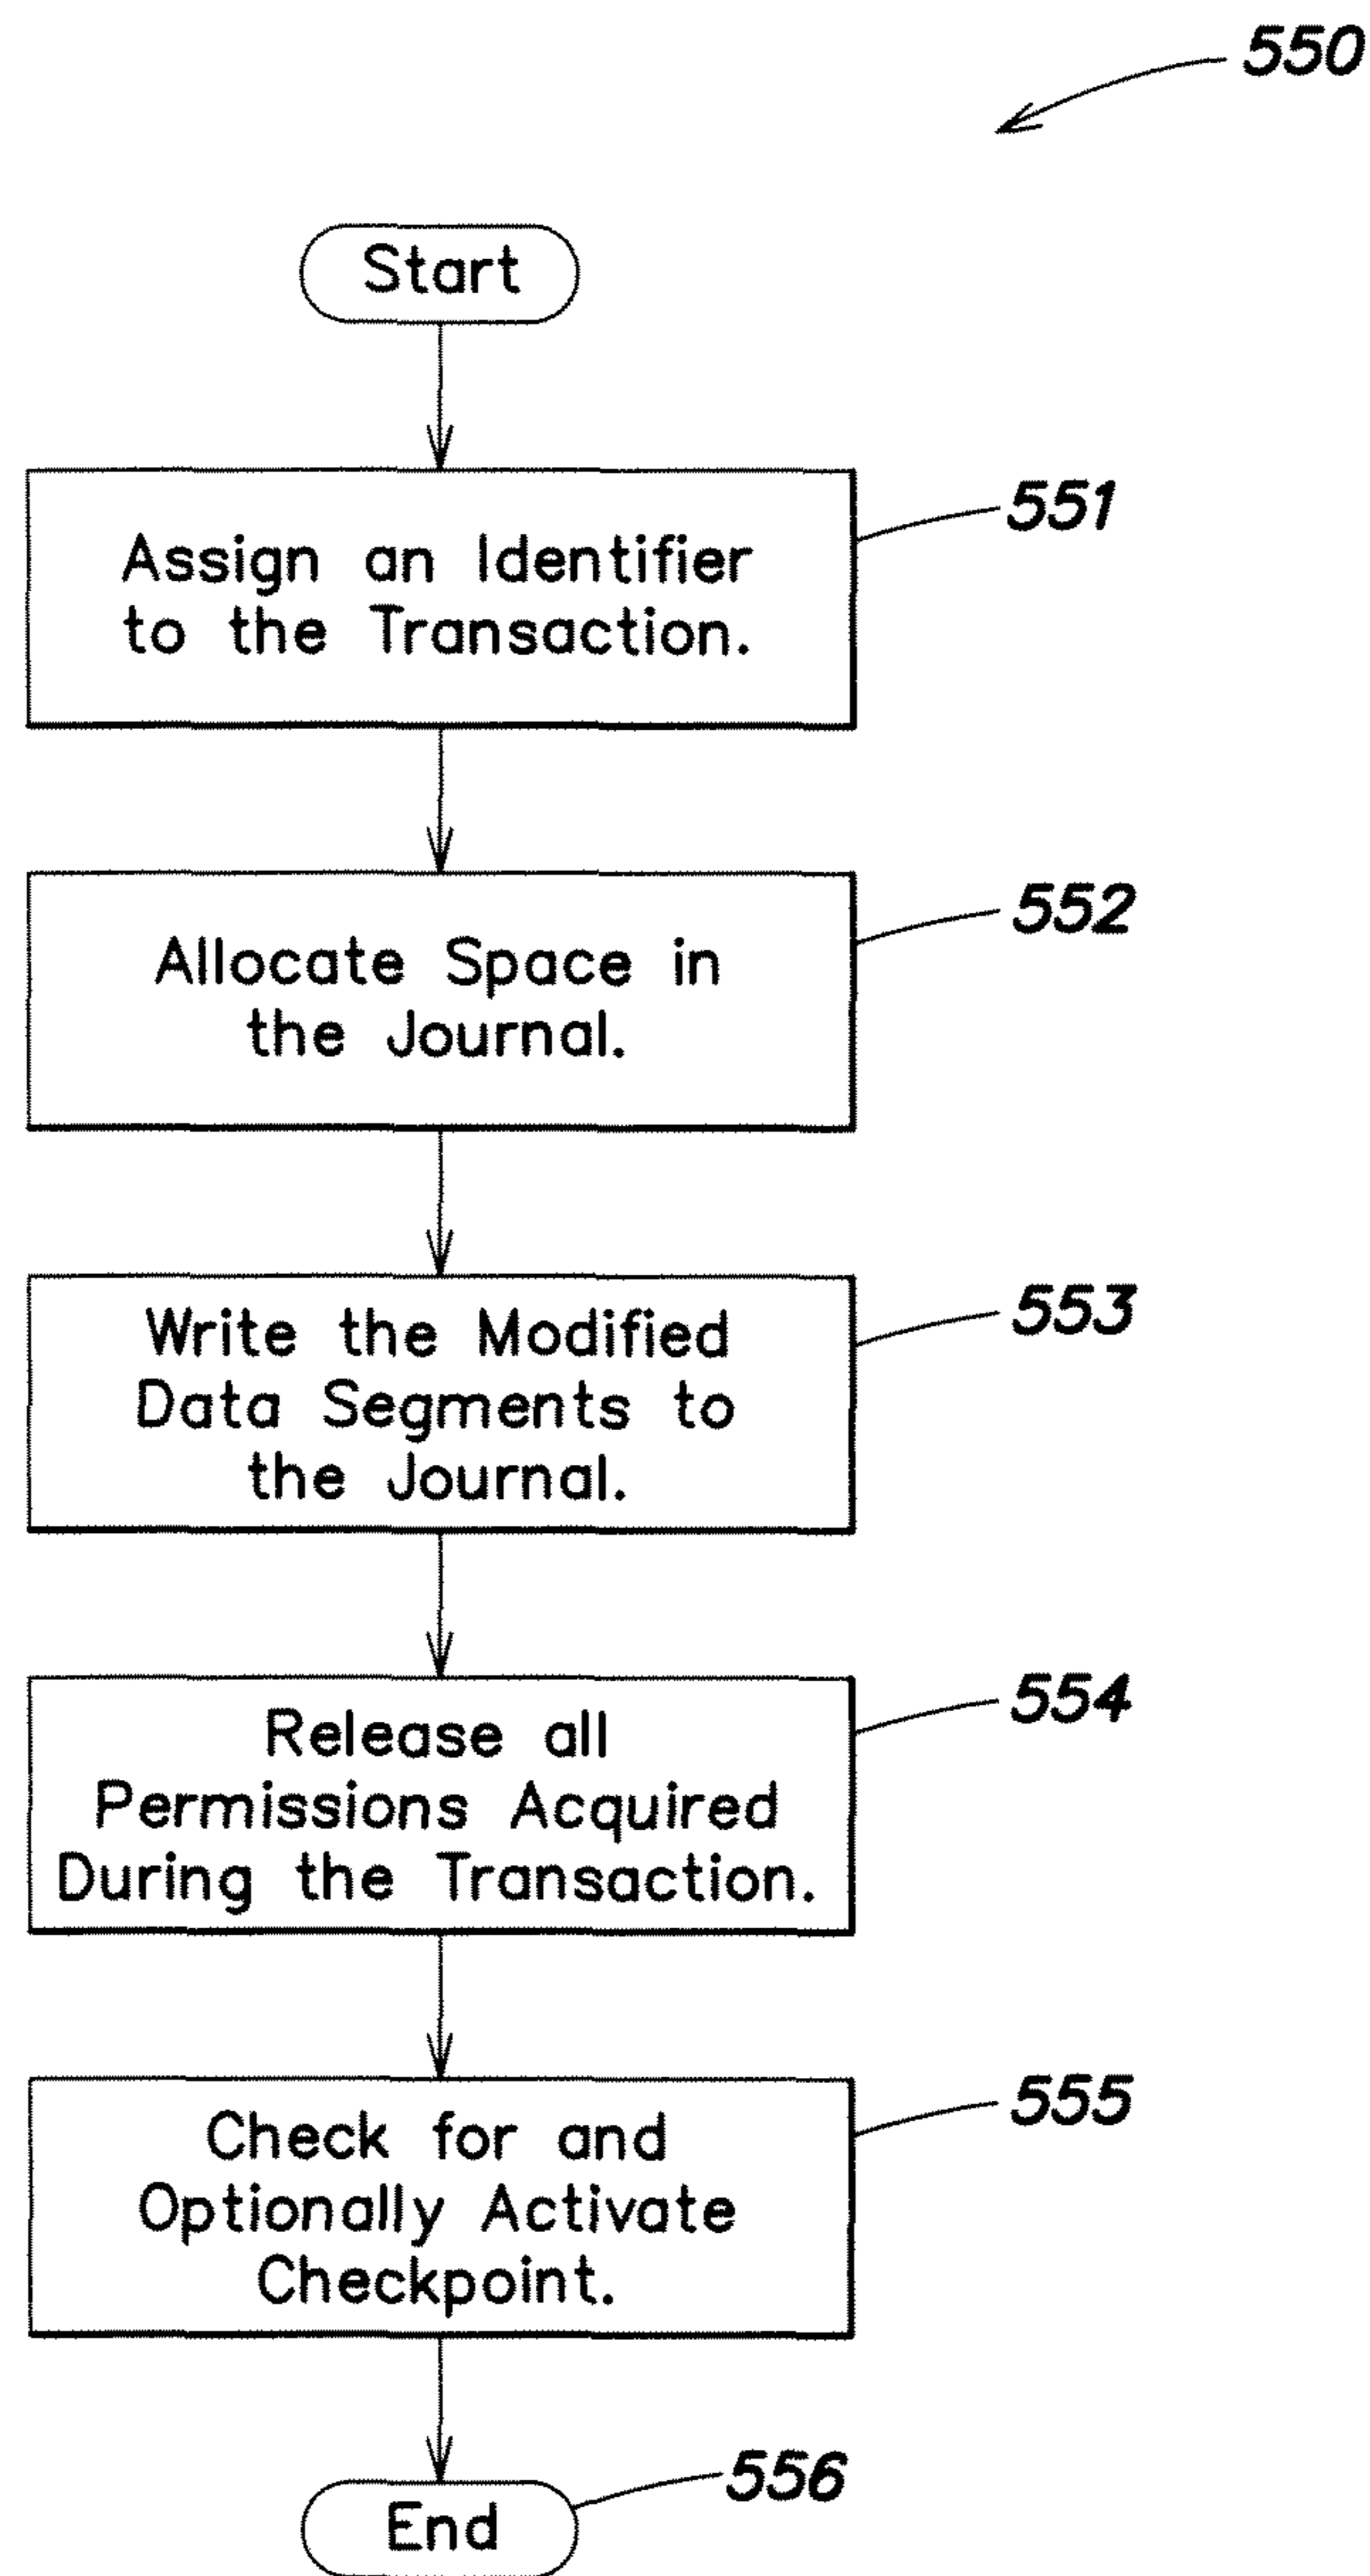 550
Start
551
Assign an Identifier
to the Transaction.
552
Allocate Space in
the Journal.
553
Write the Modified
Data Segments to
the Journal.
554
Release all
Permissions Acquired
During the Transaction.
555
Check for and
Optionally Activate
Checkpoint.
556
End